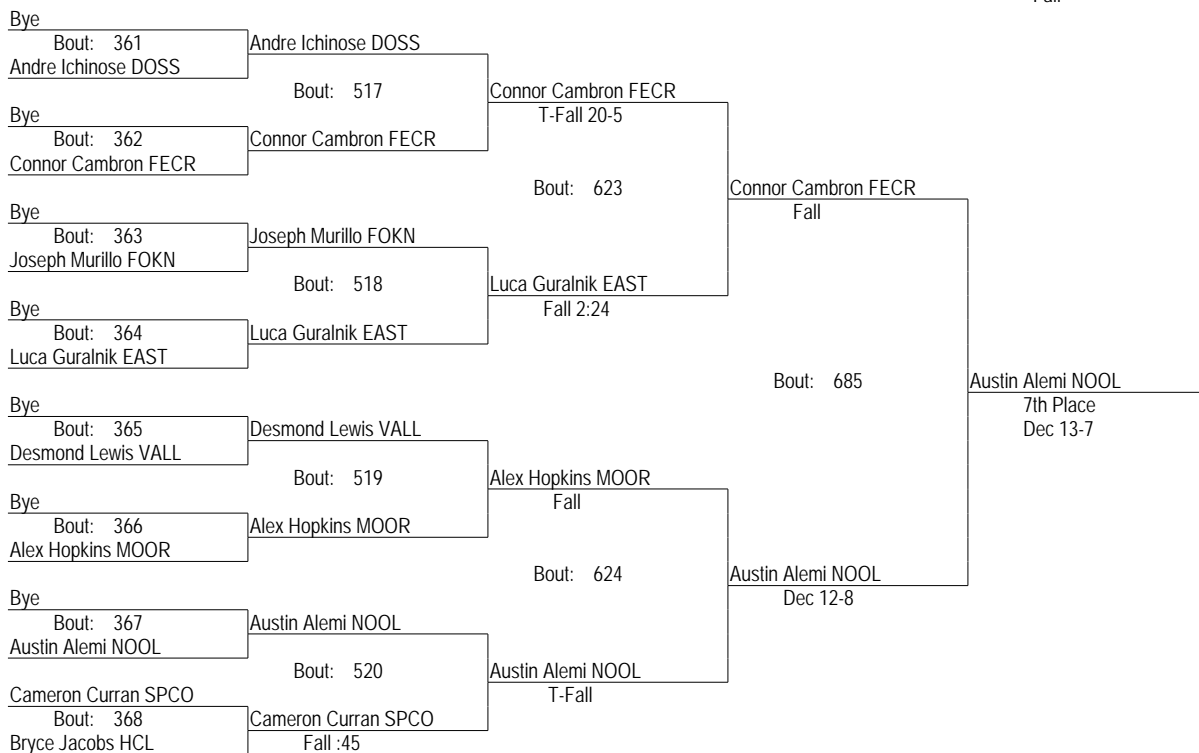 Fall
Bye
Bout: 361
Andre Ichinose DOSS
Andre Ichinose DOSS
Bout: 517
Connor Cambron FECR
T-Fall 20-5
Bye
Bout: 362
Connor Cambron FECR
Connor Cambron FECR
Bout: 623
Connor Cambron FECR
Fall
Bye
Bout: 363
Joseph Murillo FOKN
Joseph Murillo FOKN
Bout: 518
Luca Guralnik EAST
Fall 2:24
Bye
Bout: 364
Luca Guralnik EAST
Luca Guralnik EAST
Bout: 685
Austin Alemi NOOL
7th Place
Dec 13-7
Bye
Bout: 365
Desmond Lewis VALL
Desmond Lewis VALL
Bout: 519
Alex Hopkins MOOR
Fall
Bye
Bout: 366
Alex Hopkins MOOR
Alex Hopkins MOOR
Bout: 624
Austin Alemi NOOL
Dec 12-8
Bye
Bout: 367
Austin Alemi NOOL
Austin Alemi NOOL
Bout: 520
Austin Alemi NOOL
T-Fall
Cameron Curran SPCO
Bout: 368
Cameron Curran SPCO
Bryce Jacobs HCL
Fall :45